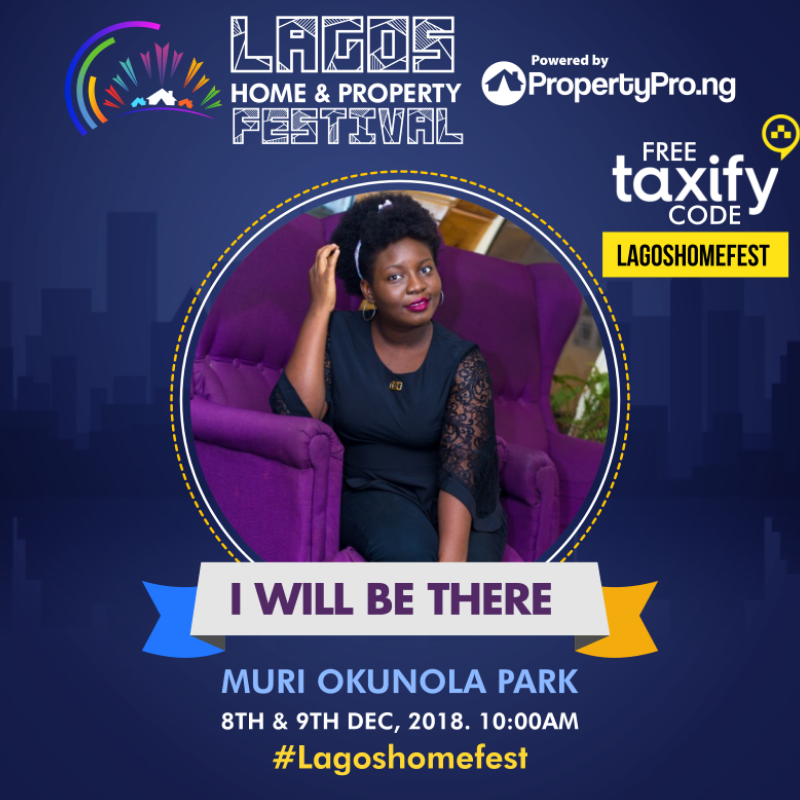 LAGOS
HOME & PROPERTY
FESTIVAL
Powered by
PropertyPro.ng
FREE
taxify
CODE
LAGOSHOMEFEST
I WILL BE THERE
MURI OKUNOLA PARK
8TH & 9TH DEC, 2018. 10:00AM
#Lagoshomefest